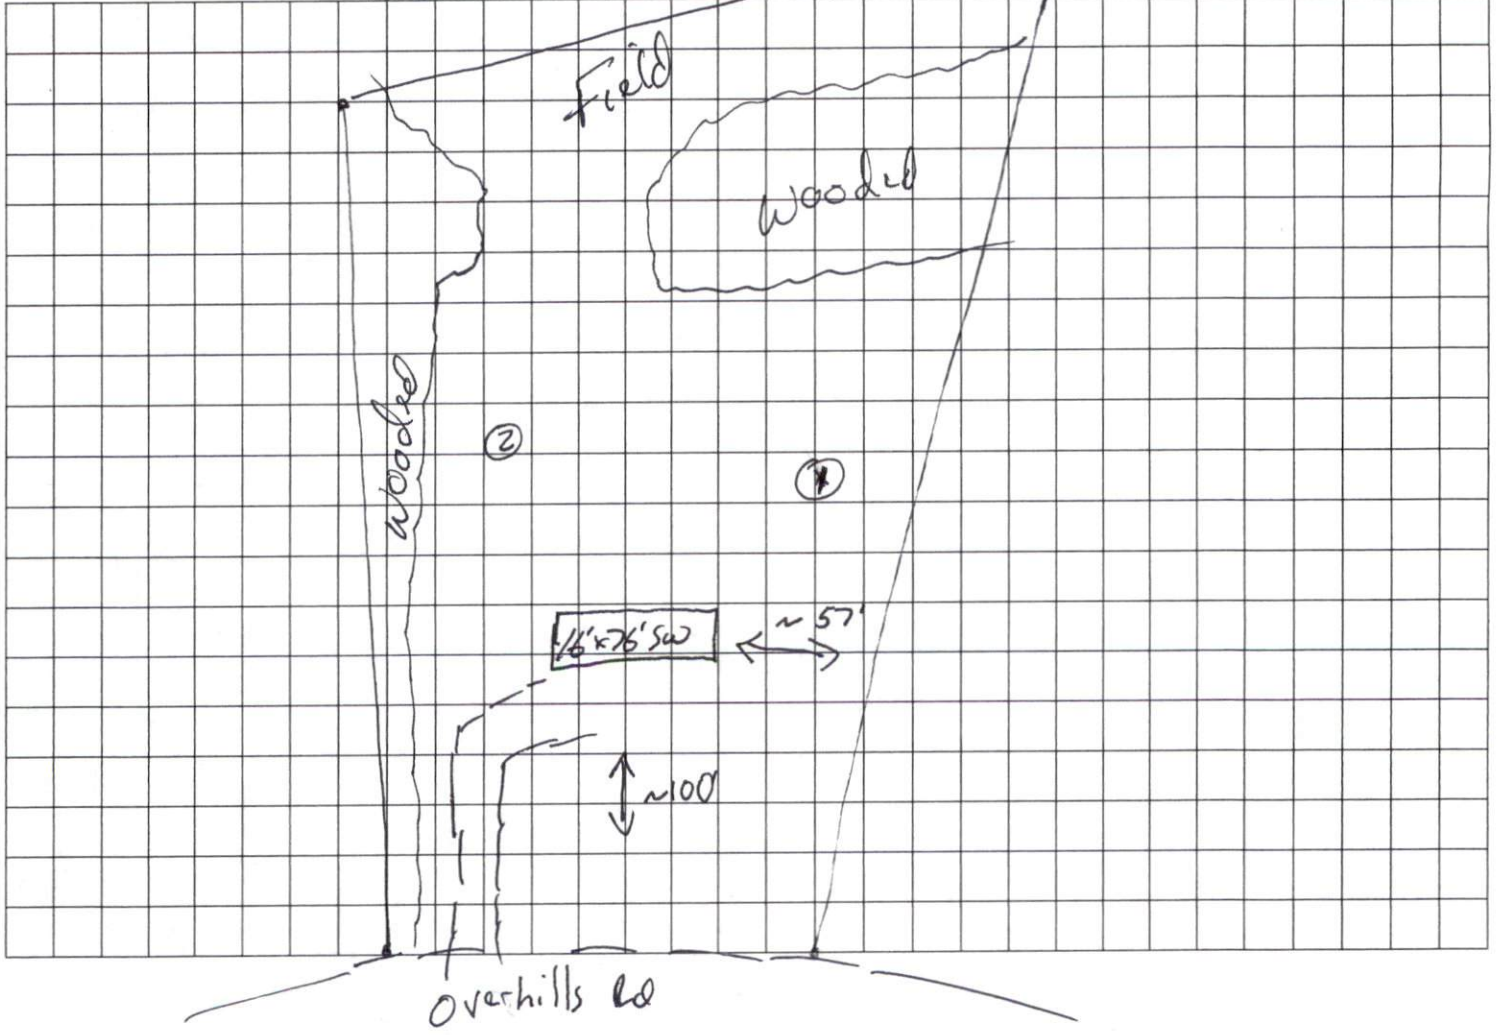 Field
Wooded
Wooded
2
1
~ 57'
16'x76' SW
~100'
Overhills Rd